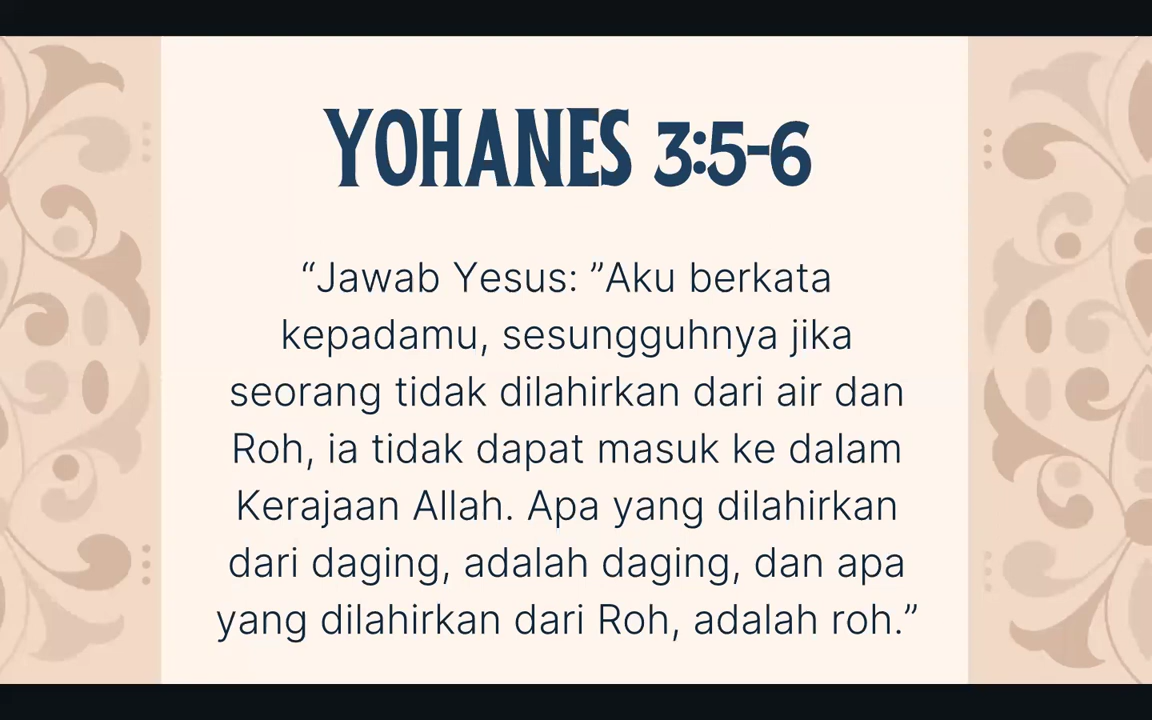 YOHANES 3:5-6
“Jawab Yesus: ”Aku berkata
kepadamu, sesungguhnya jika
seorang tidak dilahirkan dari air dan
Roh, ia tidak dapat masuk ke dalam
Kerajaan Allah. Apa yang dilahirkan
dari daging, adalah daging, dan apa
yang dilahirkan dari Roh, adalah roh.”